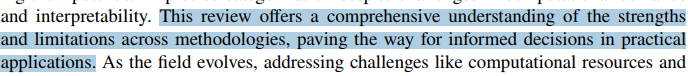 and interpretability. This review offers a comprehensive understanding of the strengths
and limitations across methodologies, paving the way for informed decisions in practical
applications. As the field evolves, addressing challenges like computational resources and